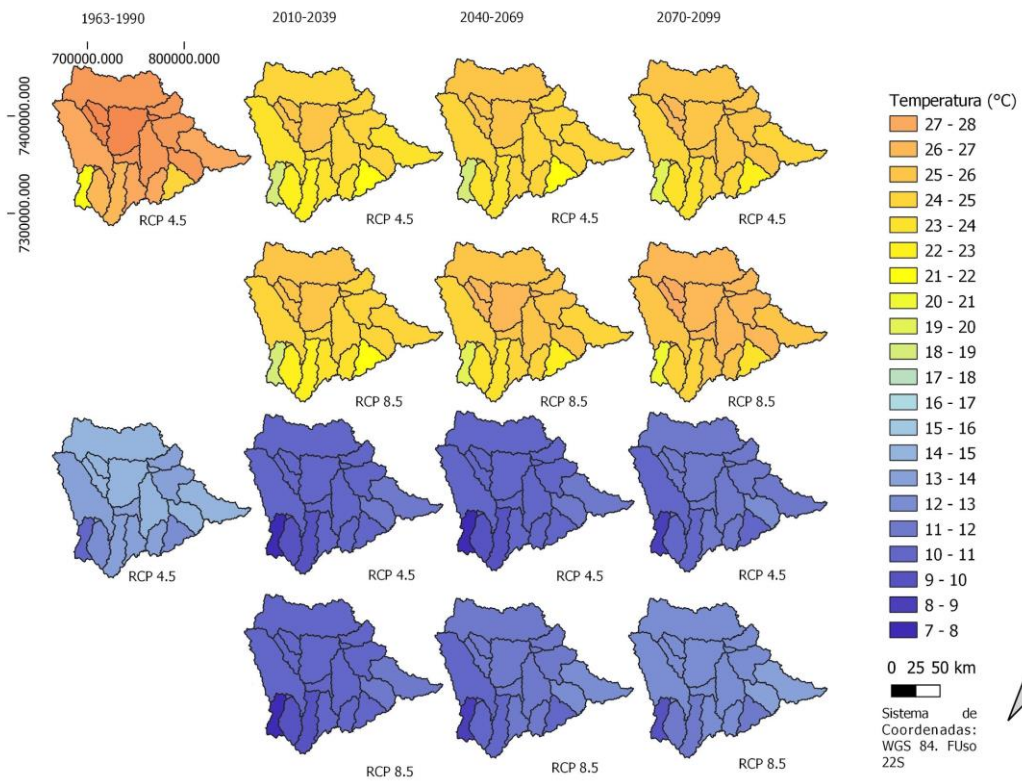 1963-1990
2010-2039
2040-2069
2070-2099
700000.000
800000.000
7400000.000
7300000.000
RCP 4.5
RCP 4.5
RCP 4.5
RCP 4.5
RCP 8.5
RCP 8.5
RCP 8.5
RCP 4.5
RCP 4.5
RCP 4.5
RCP 4.5
RCP 8.5
RCP 8.5
RCP 8.5
Temperatura (°C)
27 - 28
26 - 27
25 - 26
24 - 25
23 - 24
22 - 23
21 - 22
20 - 21
19 - 20
18 - 19
17 - 18
16 - 17
15 - 16
14 - 15
13 - 14
12 - 13
11 - 12
10 - 11
9 - 10
8 - 9
7 - 8
0 25 50 km
Sistema de
Coordenadas:
WGS 84. FUso
22S